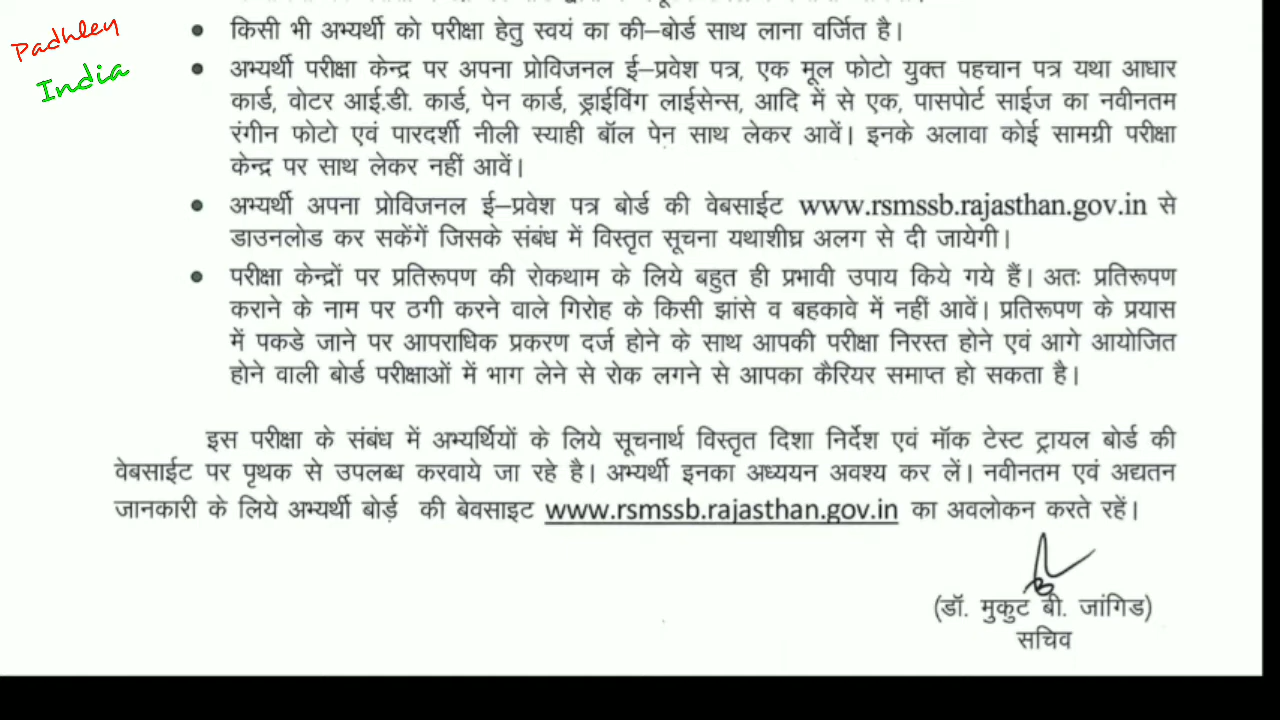 Padhley
India
किसी भी अभ्यर्थी को परीक्षा हेतु स्वयं का की–बोर्ड साथ लाना वर्जित है।
अभ्यर्थी परीक्षा केन्द्र पर अपना प्रोविजनल ई–प्रवेश पत्र, एक मूल फोटो युक्त पहचान पत्र यथा आधार
कार्ड, वोटर आई.डी. कार्ड, पेन कार्ड, ड्राईविंग लाईसेन्स, आदि में से एक, पासपोर्ट साईज का नवीनतम
रंगीन फोटो एवं पारदर्शी नीली स्याही बॉल पेन साथ लेकर आवें। इनके अलावा कोई सामग्री परीक्षा
केन्द्र पर साथ लेकर नहीं आवें।
अभ्यर्थी अपना प्रोविजनल ई–प्रवेश पत्र बोर्ड की वेबसाईट www.rsmssb.rajasthan.gov.in से
डाउनलोड कर सकेंगें जिसके संबंध में विस्तृत सूचना यथाशीघ्र अलग से दी जायेगी।
परीक्षा केन्द्रों पर प्रतिरूपण की रोकथाम के लिये बहुत ही प्रभावी उपाय किये गये हैं। अतः प्रतिरूपण
कराने के नाम पर ठगी करने वाले गिरोह के किसी झांसे व बहकावे में नहीं आवें। प्रतिरूपण के प्रयास
में पकडे जाने पर आपराधिक प्रकरण दर्ज होने के साथ आपकी परीक्षा निरस्त होने एवं आगे आयोजित
होने वाली बोर्ड परीक्षाओं में भाग लेने से रोक लगने से आपका कैरियर समाप्त हो सकता है।
इस परीक्षा के संबंध में अभ्यर्थियों के लिये सूचनार्थ विस्तृत दिशा निर्देश एवं मॉक टेस्ट ट्रायल बोर्ड की
वेबसाईट पर पृथक से उपलब्ध करवाये जा रहे है। अभ्यर्थी इनका अध्ययन अवश्य कर लें। नवीनतम एवं अद्यतन
जानकारी के लिये अभ्यर्थी बोर्ड़ की बेवसाइट www.rsmssb.rajasthan.gov.in का अवलोकन करते रहें।
(डॉ. मुकुट बी. जांगिड)
सचिव